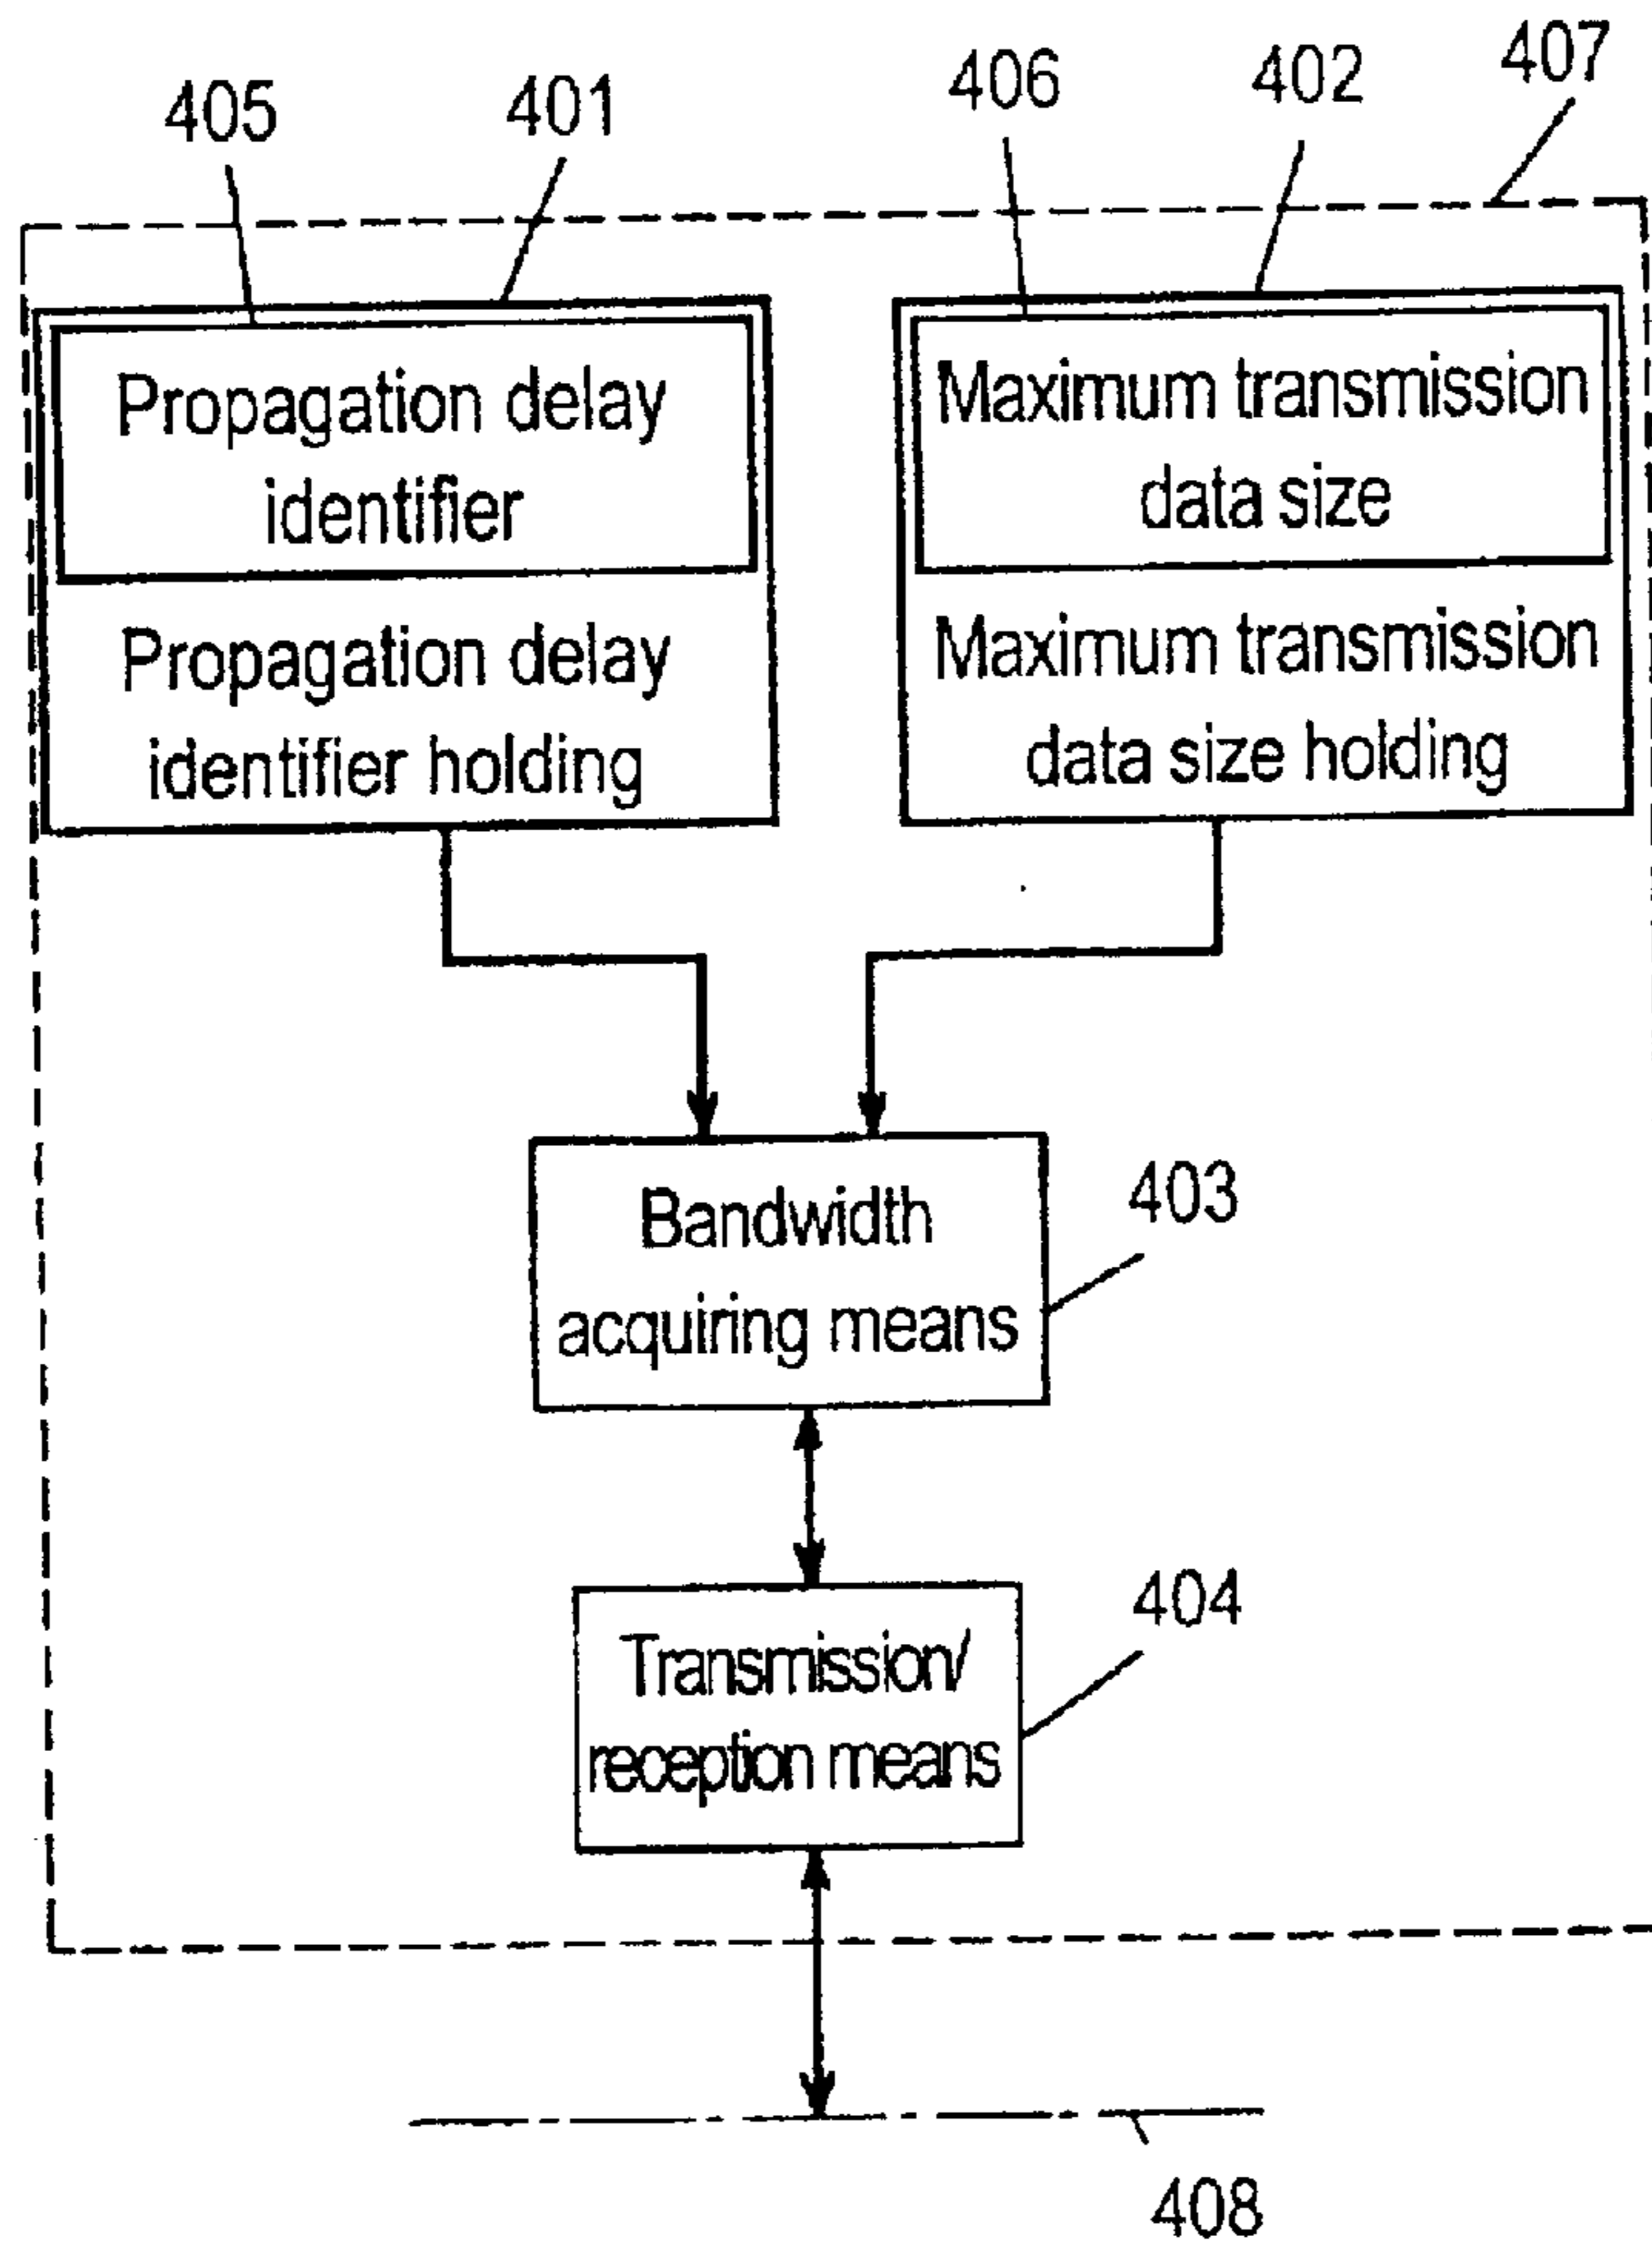 407
405
401
406
402
Propagation delay
identifier
Propagation delay
identifier holding
Maximum transmission
data size
Maximum transmission
data size holding
Bandwidth
acquiring means
403
Transmission/
reception means
404
408